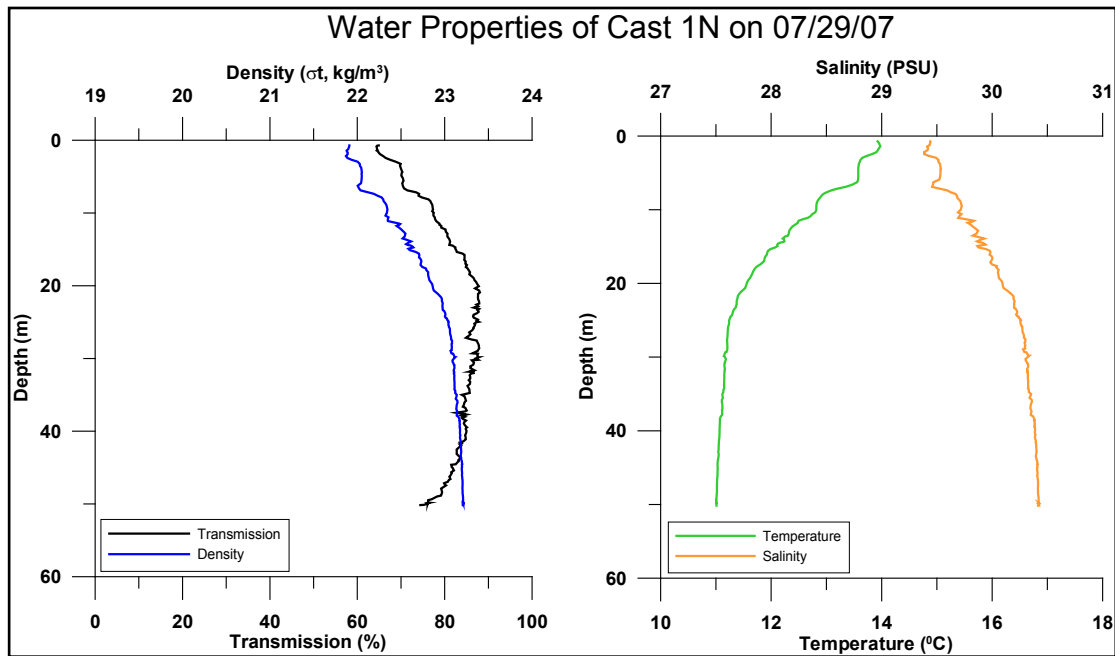 Water Properties of Cast 1N on 07/29/07
Density (σt, kg/m³)
19 20 21 22 23 24
0
20
40
60
Depth (m)
Transmission
Density
0 20 40 60 80 100
Transmission (%)
Salinity (PSU)
27 28 29 30 31
0
20
40
60
Depth (m)
Temperature
Salinity
10 12 14 16 18
Temperature (⁰C)